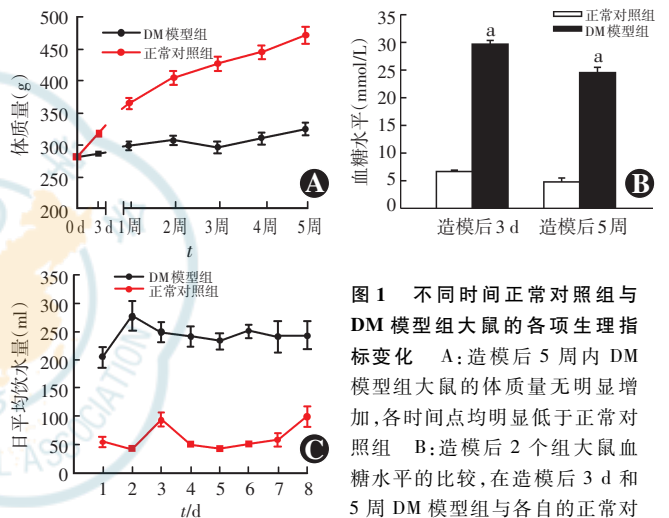 500
450
400
350
300
250
200
体质量(g)
DM模型组
正常对照组
A
0 d 3 d 1周 2周 3周 4周 5周
t
35
30
25
20
15
10
5
0
血糖水平(mmol/L)
正常对照组
DM模型组
a
a
B
造模后3 d 造模后5周
350
300
250
200
150
100
50
0
日平均饮水量(ml)
DM模型组
正常对照组
C
1 2 3 4 5 6 7 8
t/d
图1 不同时间正常对照组与
DM模型组大鼠的各项生理指
标变化 A:造模后5周内DM
模型组大鼠的体质量无明显增
加,各时间点均明显低于正常对
照组 B:造模后2个组大鼠血
糖水平的比较,在造模后3 d和
5周DM模型组与各自的正常对